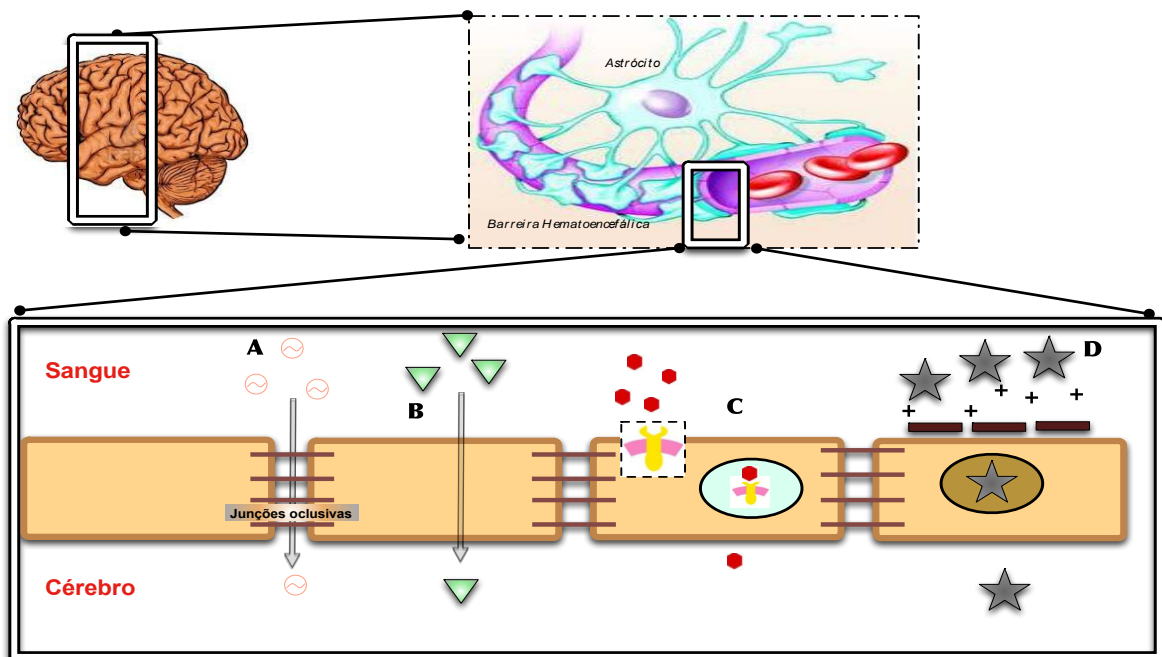 Astrócito
Barreira Hematoencefálica
A
D
Sangue
B
C
Junções oclusivas
Cérebro